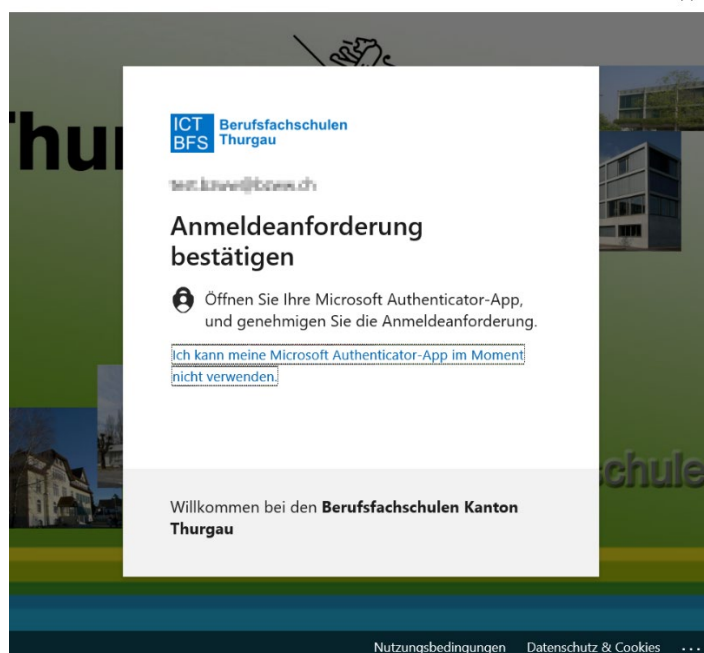 Thur
ICT
BFS
Berufsfachschulen
Thurgau
Anmeldeanforderung
bestätigen
Öffnen Sie Ihre Microsoft Authenticator-App,
und genehmigen Sie die Anmeldeanforderung.
Ich kann meine Microsoft Authenticator-App im Moment
nicht verwenden.
schule
Willkommen bei den Berufsfachschulen Kanton
Thurgau
Nutzungsbedingungen Datenschutz & Cookies ...